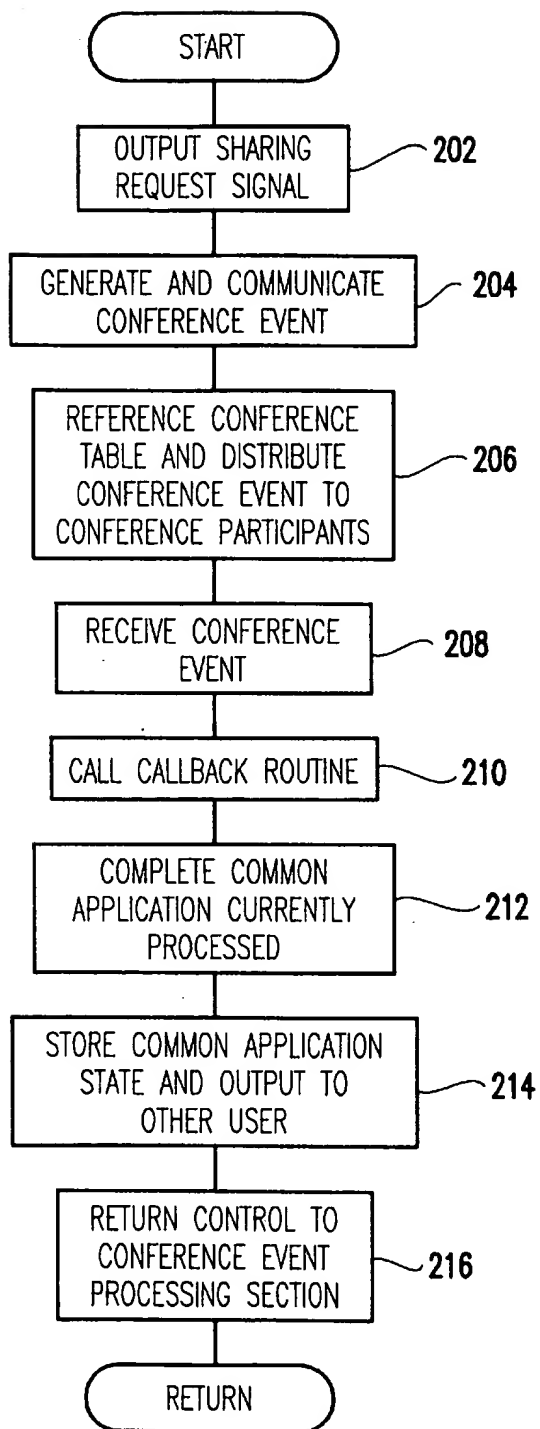 START
OUTPUT SHARING
REQUEST SIGNAL
202
GENERATE AND COMMUNICATE
CONFERENCE EVENT
204
REFERENCE CONFERENCE
TABLE AND DISTRIBUTE
CONFERENCE EVENT TO
CONFERENCE PARTICIPANTS
206
RECEIVE CONFERENCE
EVENT
208
CALL CALLBACK ROUTINE
210
COMPLETE COMMON
APPLICATION CURRENTLY
PROCESSED
212
STORE COMMON APPLICATION
STATE AND OUTPUT TO
OTHER USER
214
RETURN CONTROL TO
CONFERENCE EVENT
PROCESSING SECTION
216
RETURN